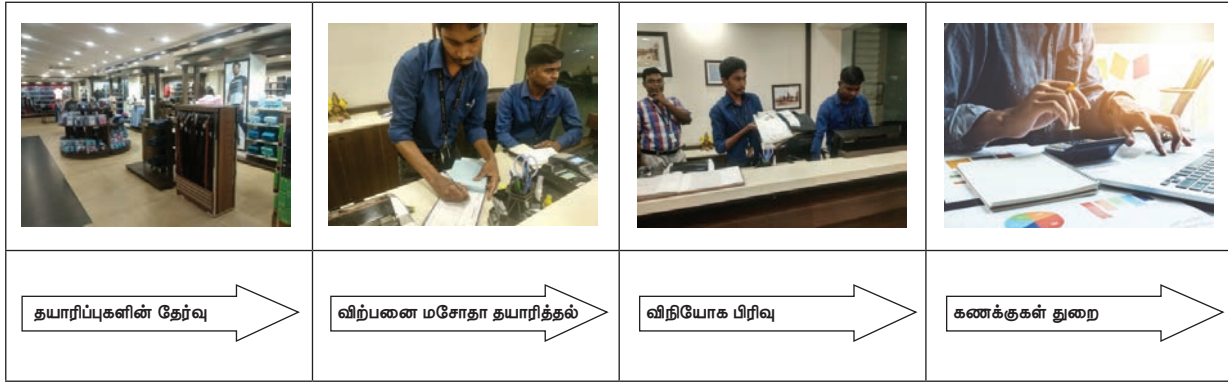 தயாரிப்புகளின் தேர்வு
விற்பனை மசோதா தயாரித்தல்
விநியோக பிரிவு
கணக்குகள் துறை